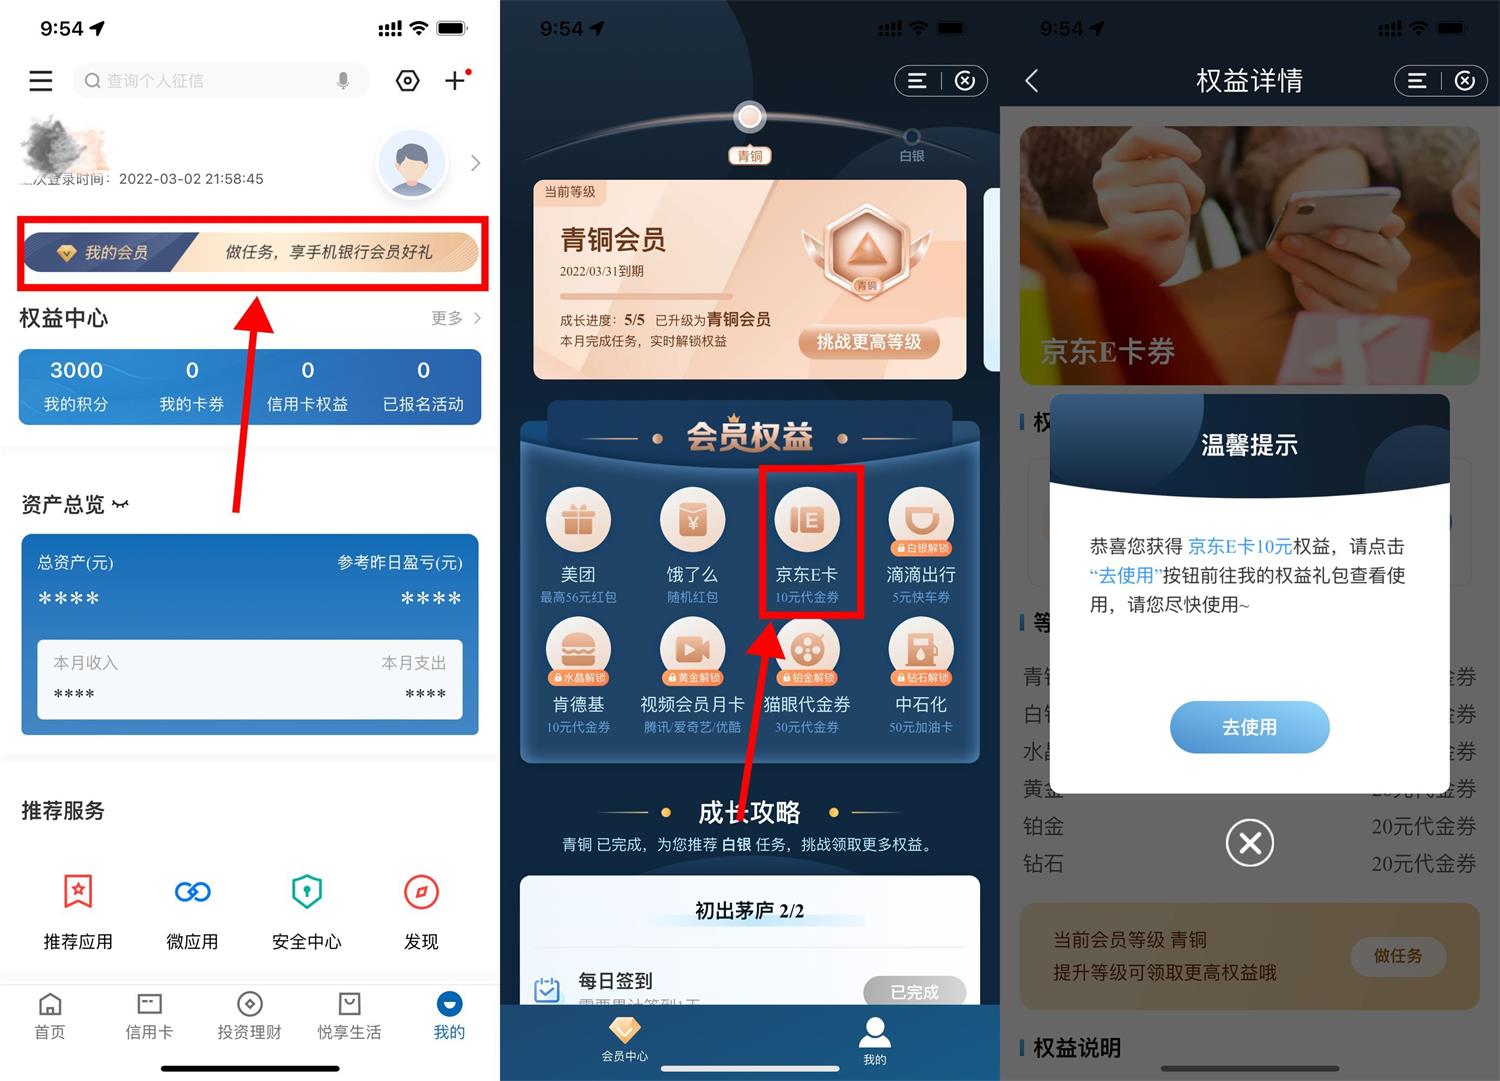 9:54
查询个人征信
次登录时间：2022-03-02 21:58:45
我的会员
做任务，享手机银行会员好礼
权益中心
更多
3000 0 0 0
我的积分 我的卡券 信用卡权益 已报名活动
资产总览
总资产(元) 参考昨日盈亏(元)
**** ****
本月收入 本月支出
**** ****
推荐服务
推荐应用 微应用 安全中心 发现
首页 信用卡 投资理财 悦享生活 我的
9:54
青铜
白银
当前等级
青铜会员
2022/03/31到期
成长进度：5/5 已升级为青铜会员
本月完成任务，实时解锁权益
青铜
挑战更高等级
会员权益
¥ E
白银解锁
美团 饿了么 京东E卡 滴滴出行
最高56元红包 随机红包 10元代金券 5元快车券
水晶解锁 黄金解锁 铂金解锁 钻石解锁
肯德基 视频会员月卡 猫眼代金券 中石化
10元代金券 腾讯/爱奇艺/优酷 30元代金券 50元加油卡
成长攻略
青铜 已完成，为您推荐 白银 任务，挑战领取更多权益。
初出茅庐 2/2
每日签到
需要累计签到1天
已完成
会员中心 我的
9:54
权益详情
京东E卡券
权
温馨提示
恭喜您获得 京东E卡10元权益，请点击
“去使用”按钮前往我的权益礼包查看使
用，请您尽快使用~
去使用
等
青 券
白 券
水 券
黄金 20元代金券
铂金 20元代金券
钻石 20元代金券
当前会员等级 青铜
提升等级可领取更高权益哦
做任务
权益说明